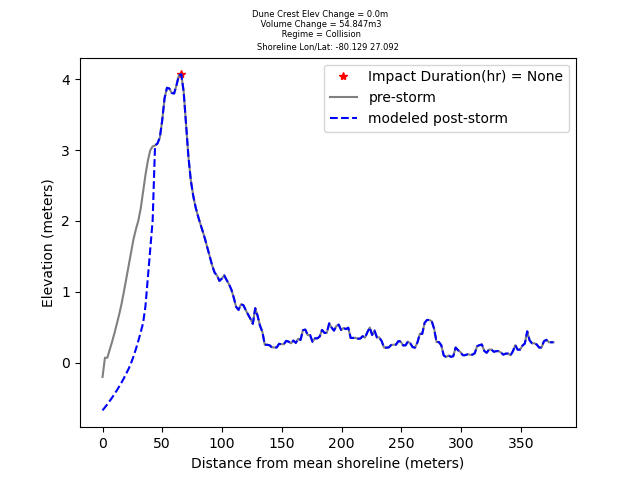 Dune Crest Elev Change = 0.0m
Volume Change = 54.847m3
Regime = Collision
Shoreline Lon/Lat: -80.129 27.092
Impact Duration(hr) = None
pre-storm
modeled post-storm
Elevation (meters)
4
3
2
1
0
0 50 100 150 200 250 300 350
Distance from mean shoreline (meters)